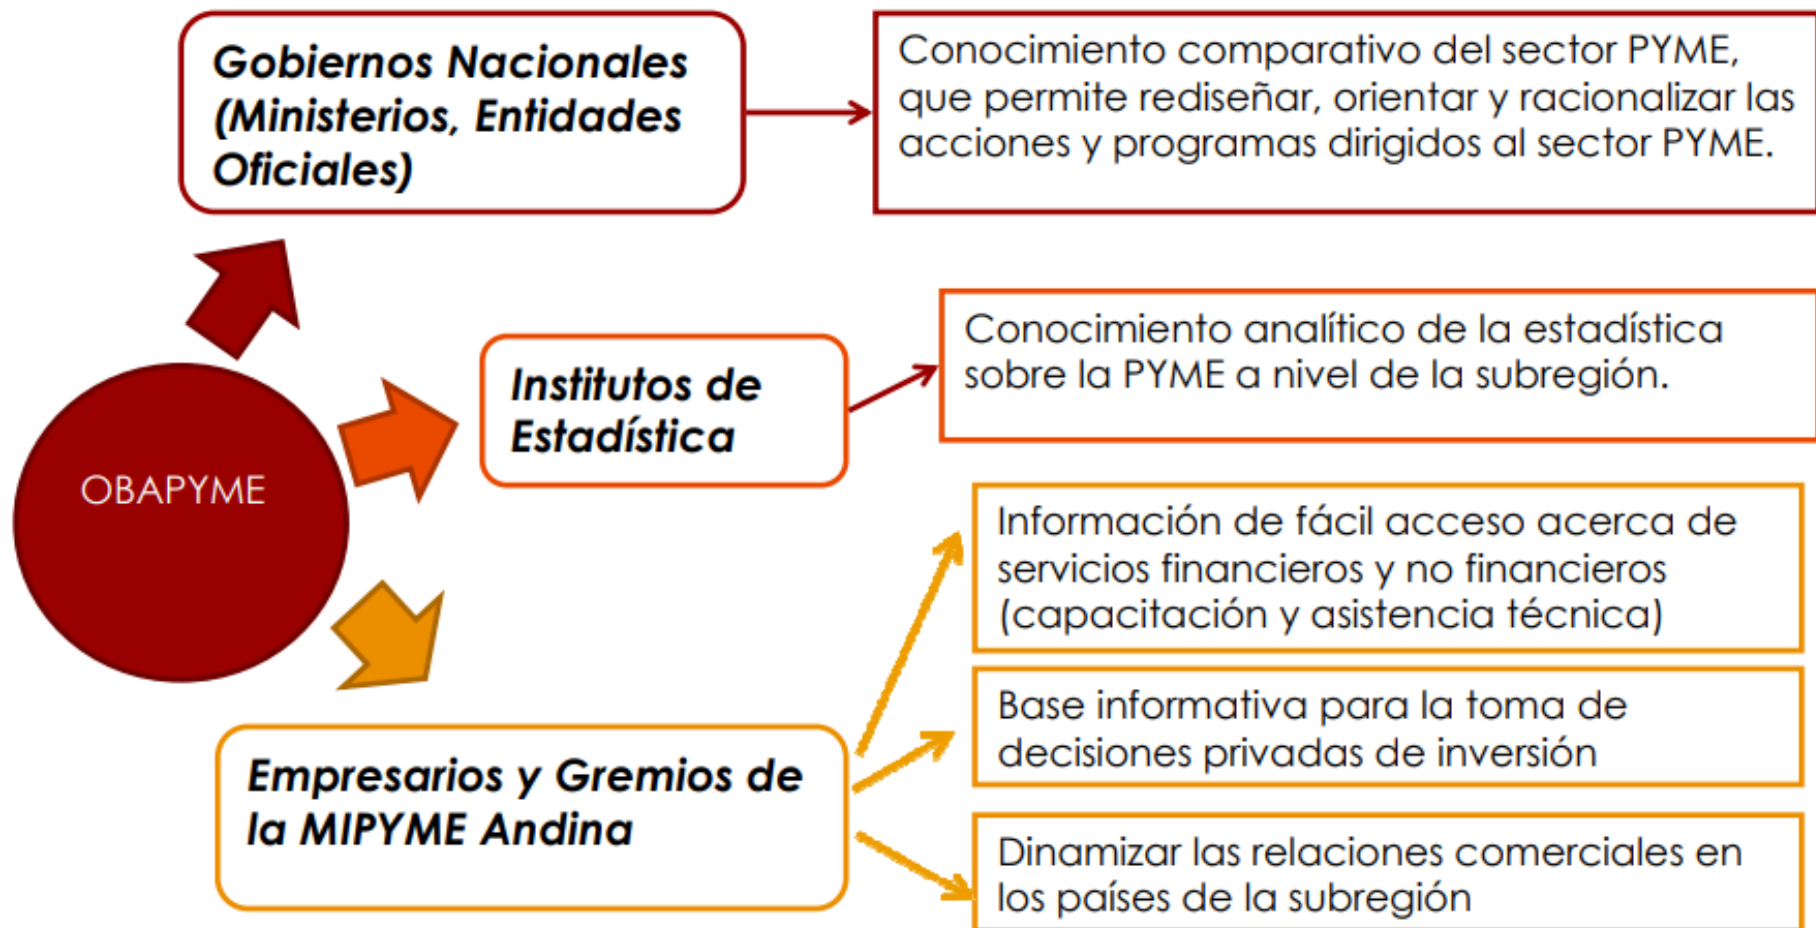 Gobiernos Nacionales
(Ministerios, Entidades
Oficiales)
Conocimiento comparativo del sector PYME,
que permite rediseñar, orientar y racionalizar las
acciones y programas dirigidos al sector PYME.
OBAPYME
Institutos de
Estadística
Conocimiento analítico de la estadística
sobre la PYME a nivel de la subregión.
Empresarios y Gremios de
la MIPYME Andina
Información de fácil acceso acerca de
servicios financieros y no financieros
(capacitación y asistencia técnica)
Base informativa para la toma de
decisiones privadas de inversión
Dinamizar las relaciones comerciales en
los países de la subregión